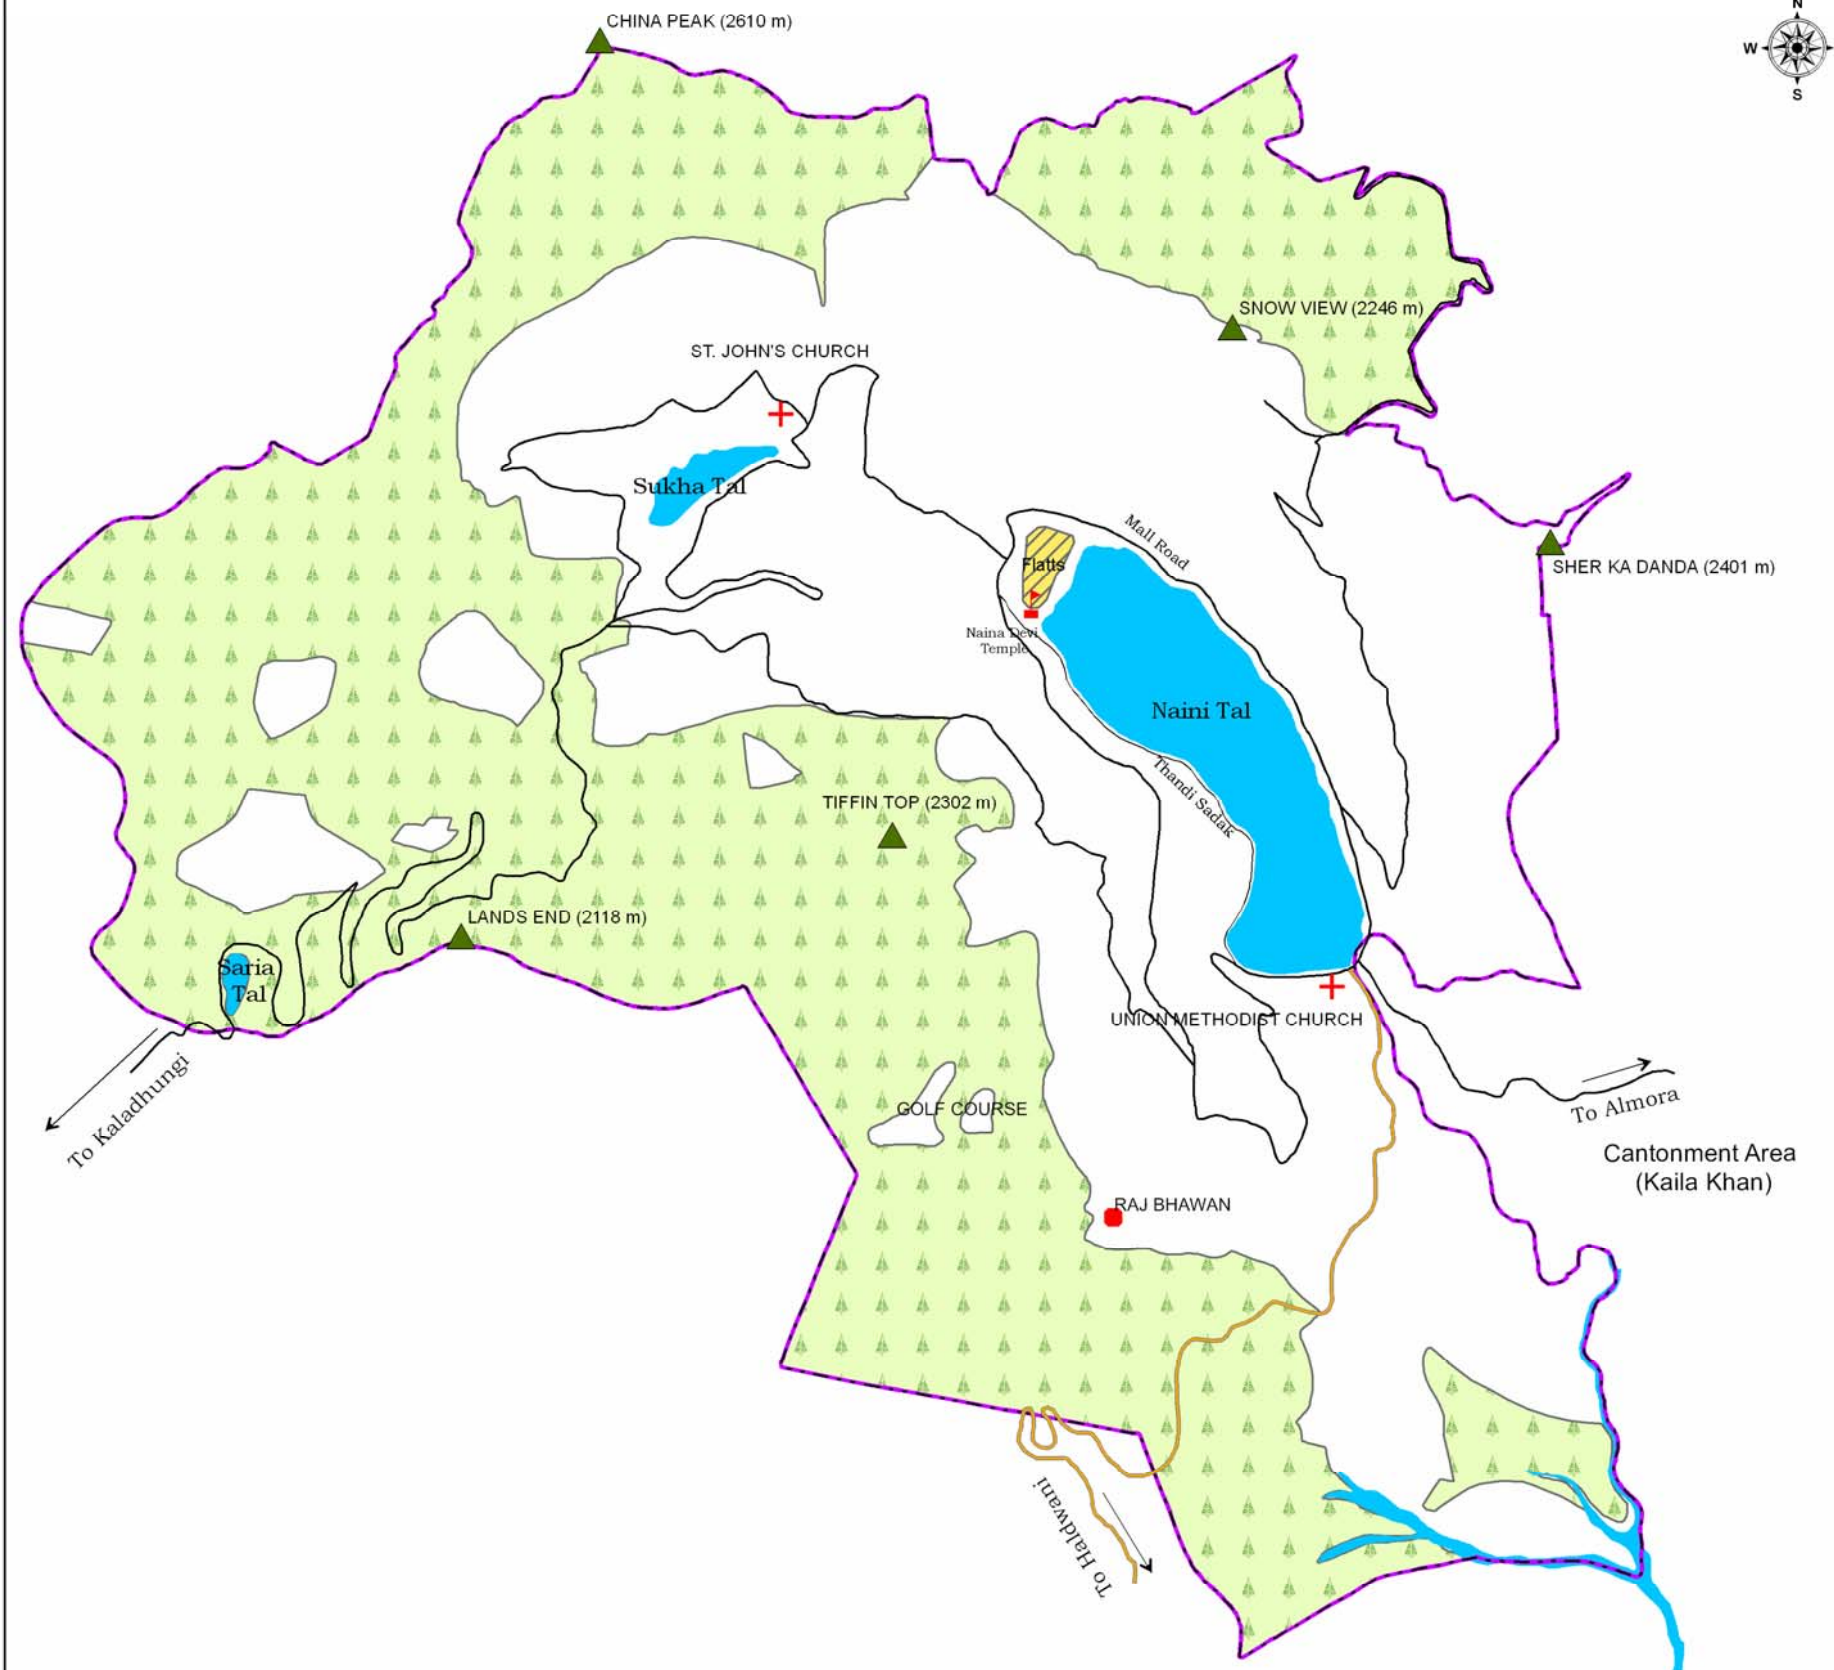 N
CHINA PEAK (2610 m)
W
S
SNOW VIEW (2246 m)
ST. JOHN'S CHURCH
Sukha Tal
Mall Road
Flatts
SHER KA DANDA (2401 m)
Naina Devi
Temple
Naini Tal
Thandi Sadak
TIFFIN TOP (2302 m)
LANDS END (2118 m)
Saria
Tal
UNION METHODIST CHURCH
To Kaladhungi
GOLF COURSE
To Almora
Cantonment Area
(Kaila Khan)
RAJ BHAWAN
To Haldwani